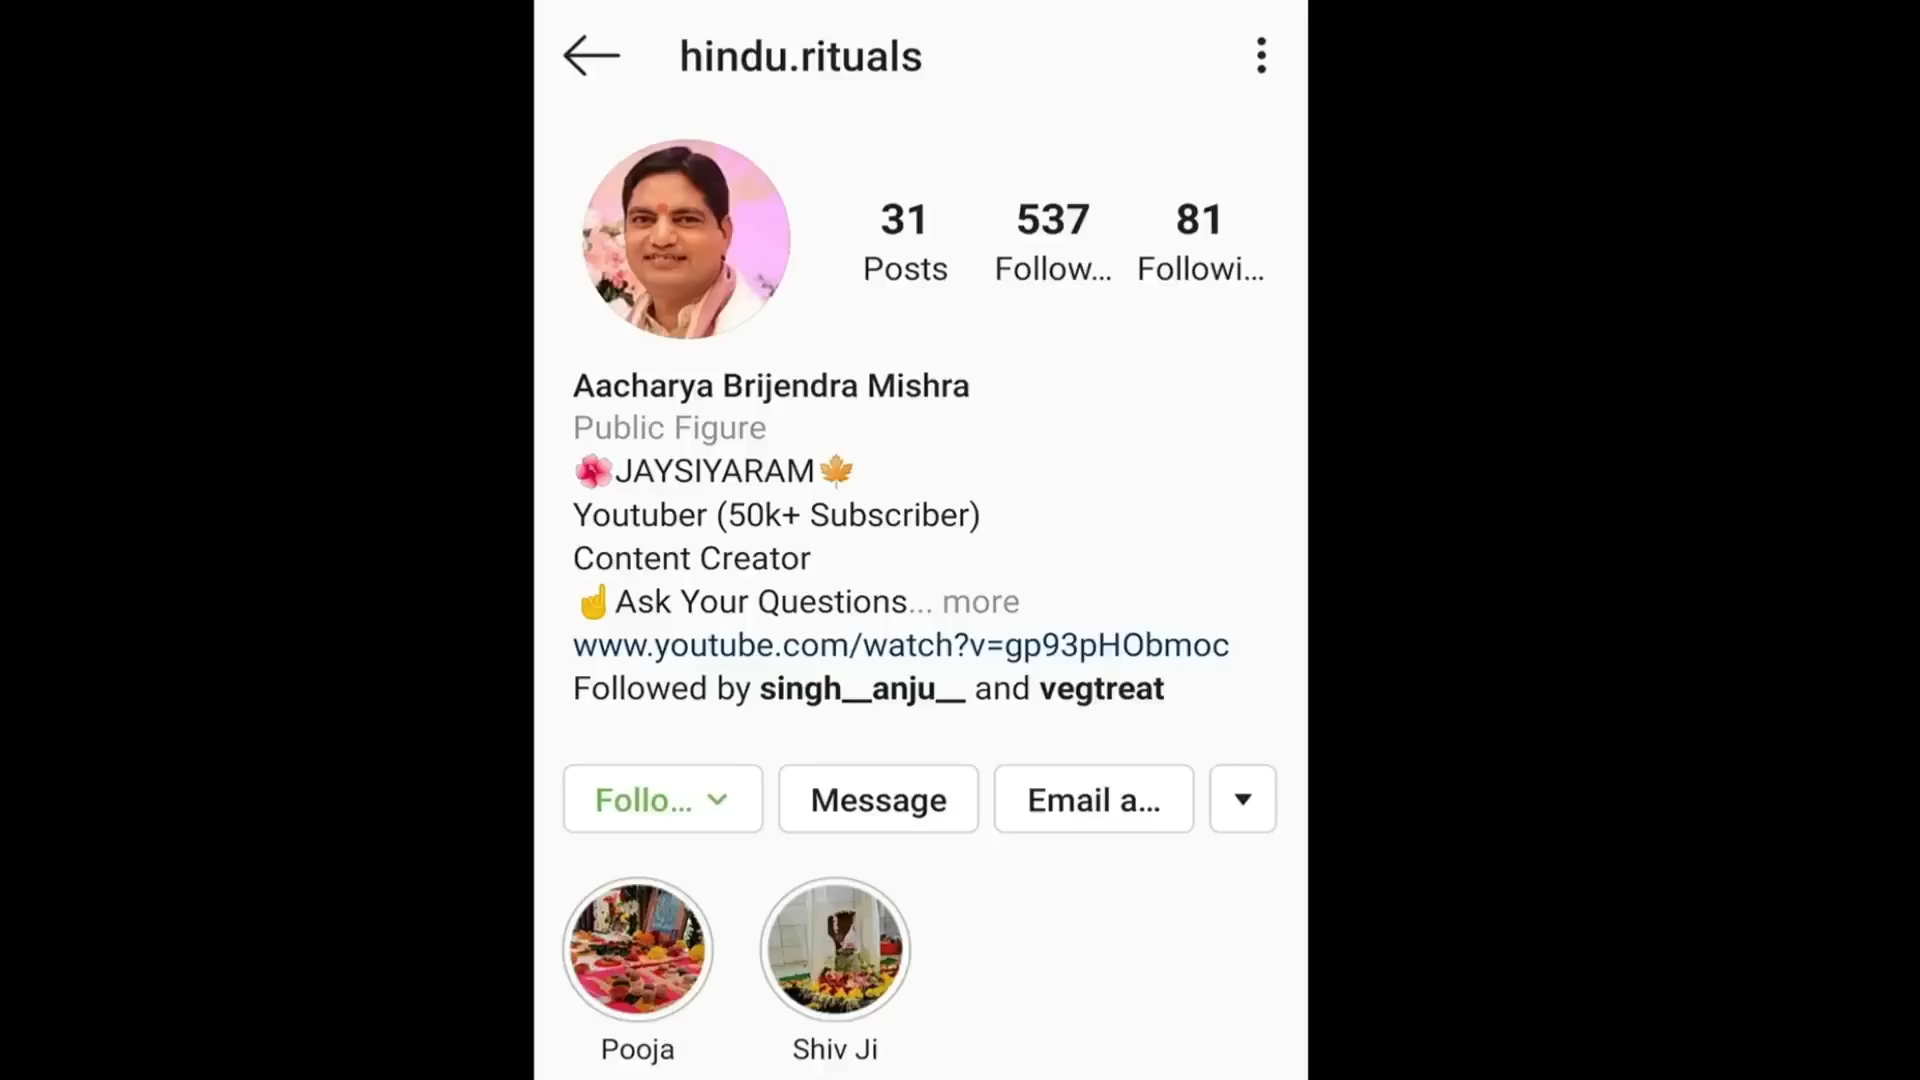 hindu.rituals
31 537 81
Posts Follow... Followi...
Aacharya Brijendra Mishra
Public Figure
🌺JAYSIYARAM🍁
Youtuber (50k+ Subscriber)
Content Creator
☝Ask Your Questions... more
www.youtube.com/watch?v=gp93pHObmoc
Followed by singh__anju__ and vegtreat
Follo... Message Email a...
Pooja Shiv Ji